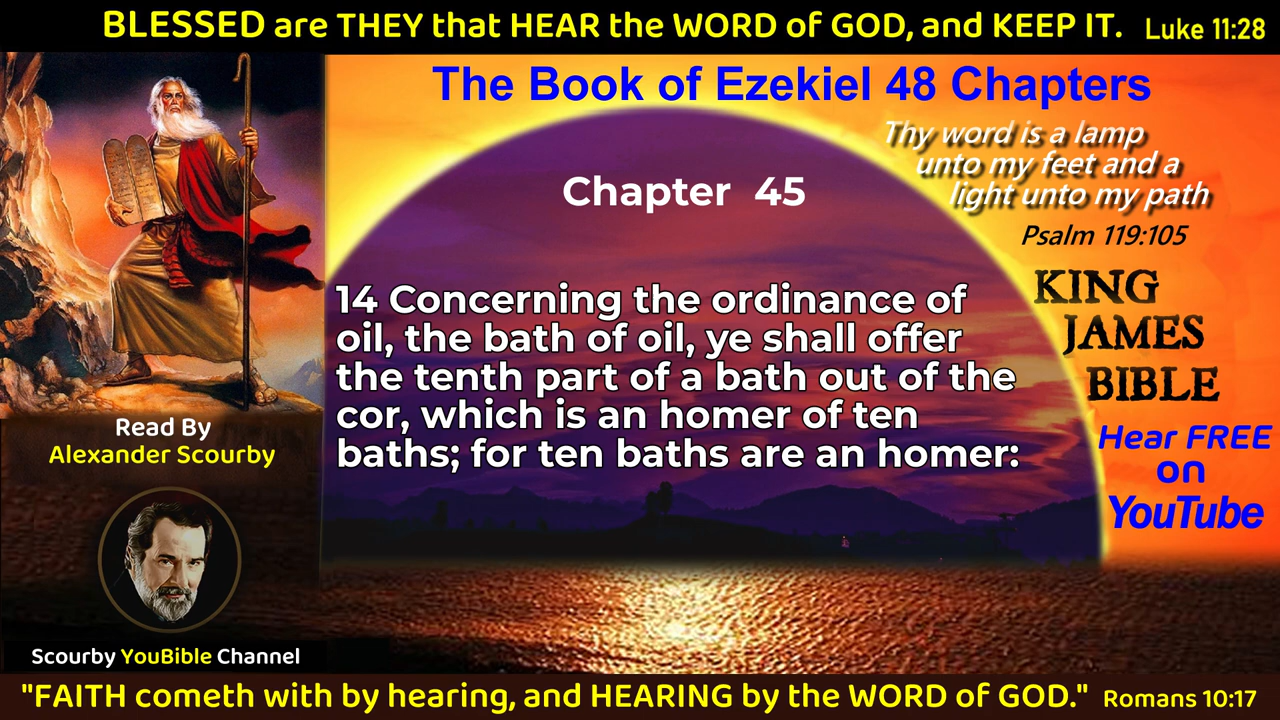 BLESSED are THEY that HEAR the WORD of GOD, and KEEP IT. Luke 11:28
The Book of Ezekiel 48 Chapters
Thy word is a lamp
unto my feet and a
light unto my path
Psalm 119:105
Chapter 45
KING
JAMES
BIBLE
14 Concerning the ordinance of
oil, the bath of oil, ye shall offer
the tenth part of a bath out of the
cor, which is an homer of ten
baths; for ten baths are an homer:
Hear FREE
on
YouTube
Read By
Alexander Scourby
Scourby YouBible Channel
"FAITH cometh with by hearing, and HEARING by the WORD of GOD." Romans 10:17